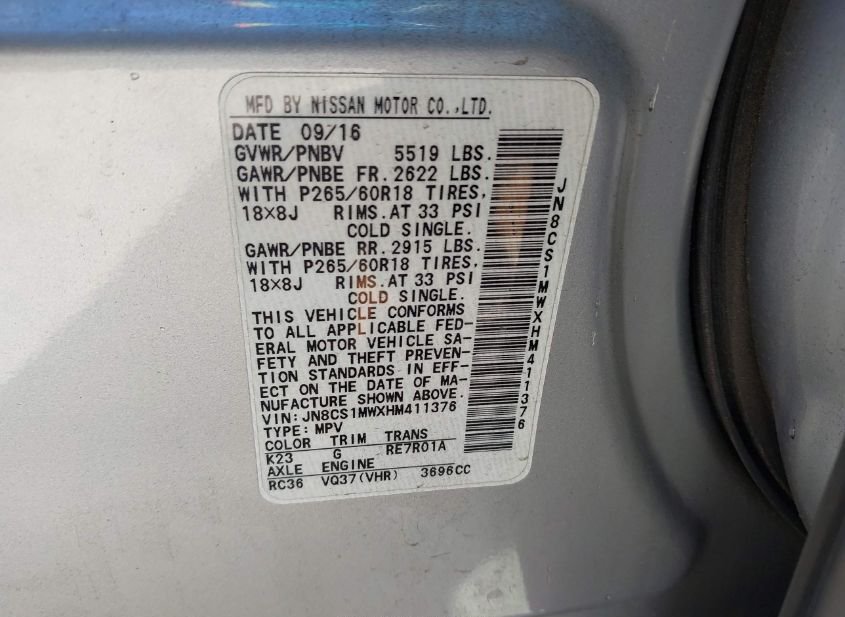 MFD BY NISSAN MOTOR CO.,LTD.
DATE 09/16
GVWR/PNBV 5519 LBS.
GAWR/PNBE FR. 2622 LBS.
WITH P265/60R18 TIRES,
18×8J RIMS. AT 33 PSI
COLD SINGLE.
GAWR/PNBE RR. 2915 LBS.
WITH P265/60R18 TIRES,
18×8J RIMS. AT 33 PSI
COLD SINGLE.
THIS VEHICLE CONFORMS
TO ALL APPLICABLE FED-
ERAL MOTOR VEHICLE SA-
FETY AND THEFT PREVEN-
TION STANDARDS IN EFF-
ECT ON THE DATE OF MA-
NUFACTURE SHOWN ABOVE.
VIN: JN8CS1MWXHM411376
TYPE: MPV
COLOR TRIM TRANS
K23 G RE7R01A
AXLE ENGINE
RC36 VQ37(VHR) 3696CC
JN8CS1MWXHM411376